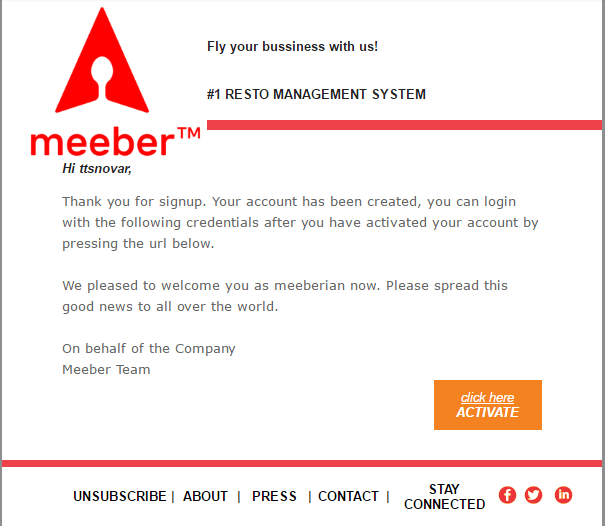 Fly your bussiness with us!
#1 RESTO MANAGEMENT SYSTEM
meeber™
Hi ttsnovar,
Thank you for signup. Your account has been created, you can login
with the following credentials after you have activated your account by
pressing the url below.
We pleased to welcome you as meeberian now. Please spread this
good news to all over the world.
On behalf of the Company
Meeber Team
click here
ACTIVATE
UNSUBSCRIBE | ABOUT | PRESS | CONTACT | STAY
CONNECTED
f
in